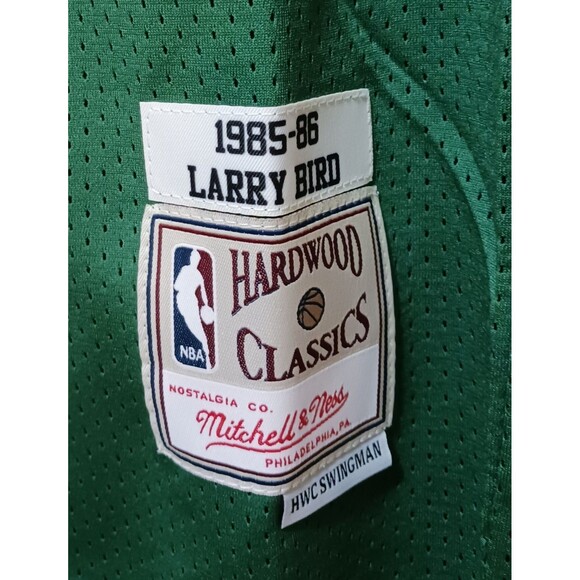 1985-86
LARRY BIRD
HARDWOOD
CLASSICS
NBA
NOSTALGIA CO.
Mitchell & Ness
PHILADELPHIA, PA.
HWC SWINGMAN